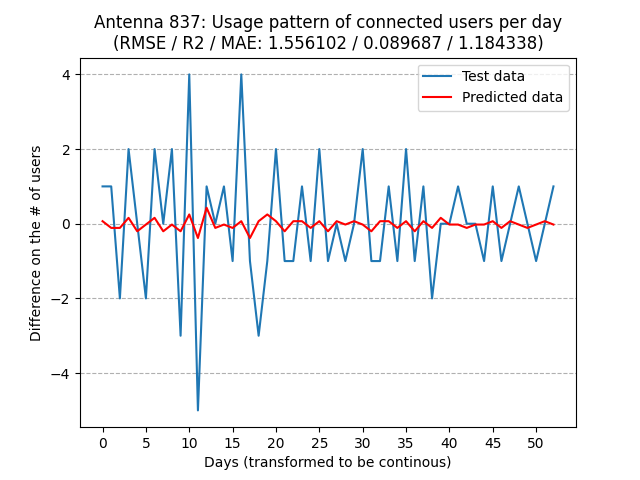 Antenna 837: Usage pattern of connected users per day
(RMSE / R2 / MAE: 1.556102 / 0.089687 / 1.184338)
Test data
Predicted data
4
2
0
−2
−4
Difference on the # of users
0 5 10 15 20 25 30 35 40 45 50
Days (transformed to be continous)